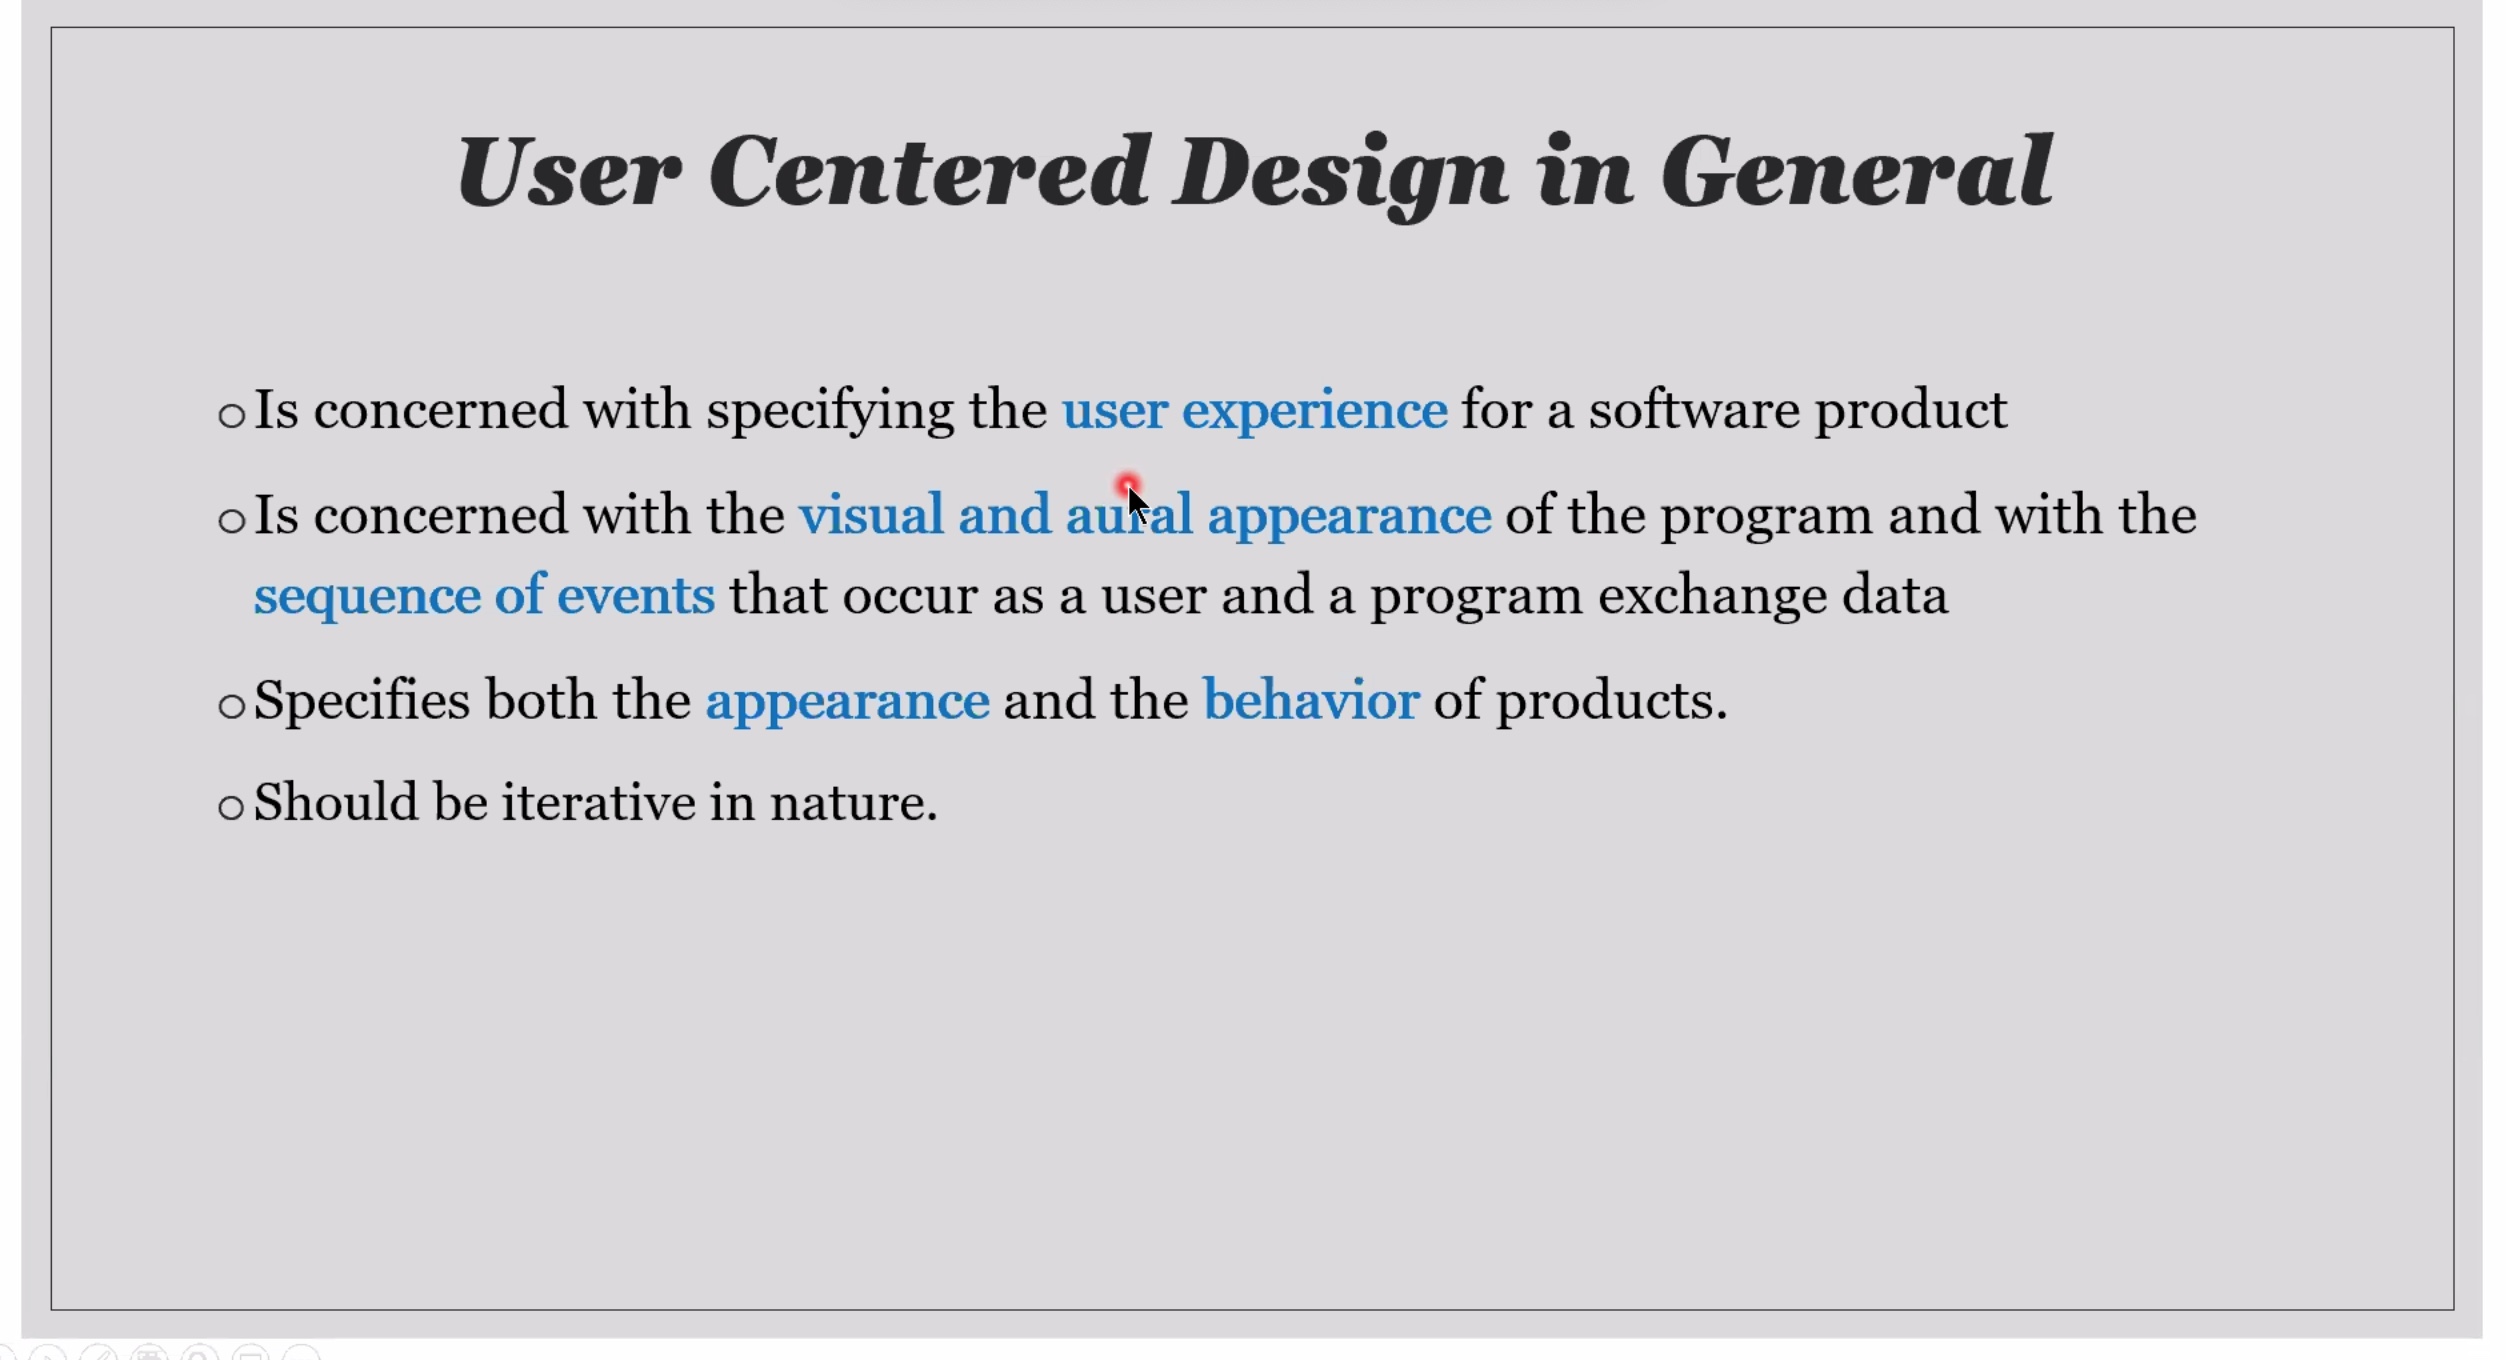 User Centered Design in General
Is concerned with specifying the user experience for a software product
Is concerned with the visual and aural appearance of the program and with the
sequence of events that occur as a user and a program exchange data
Specifies both the appearance and the behavior of products.
Should be iterative in nature.